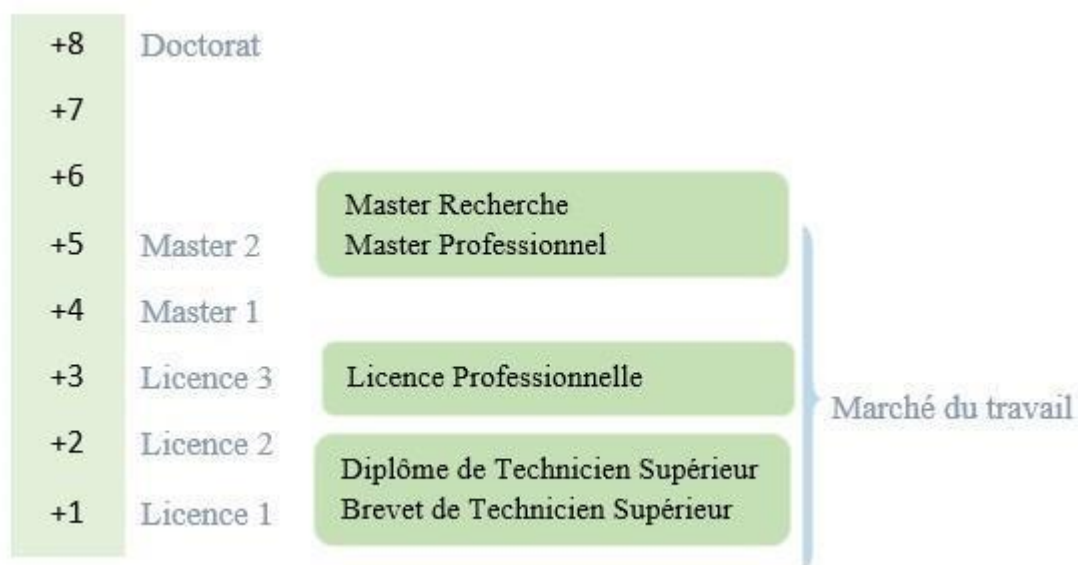 +8 Doctorat
+7
+6
Master Recherche
+5 Master 2 Master Professionnel
+4 Master 1
+3 Licence 3 Licence Professionnelle
Marché du travail
+2 Licence 2
Diplôme de Technicien Supérieur
+1 Licence 1 Brevet de Technicien Supérieur